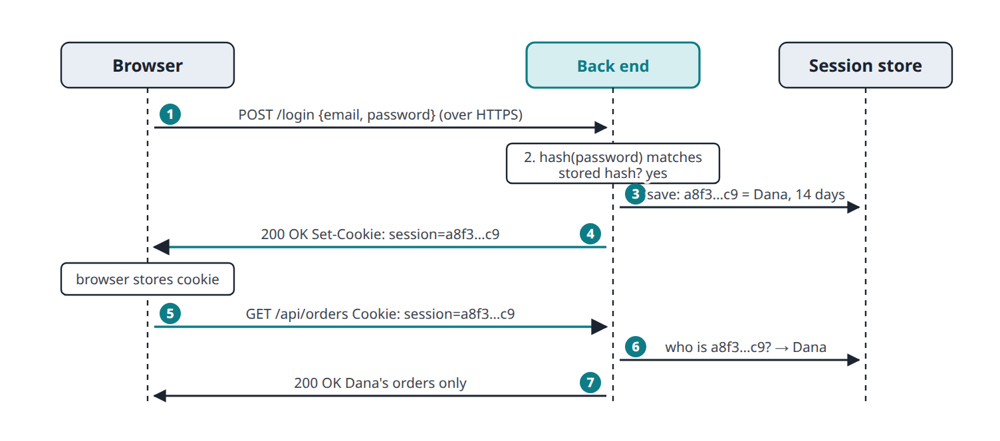 Browser
Back end
Session store
1
POST /login {email, password} (over HTTPS)
2. hash(password) matches
stored hash? yes
3
save: a8f3...c9 = Dana, 14 days
200 OK Set-Cookie: session=a8f3...c9
4
browser stores cookie
5
GET /api/orders Cookie: session=a8f3...c9
6
who is a8f3...c9? → Dana
200 OK Dana's orders only
7